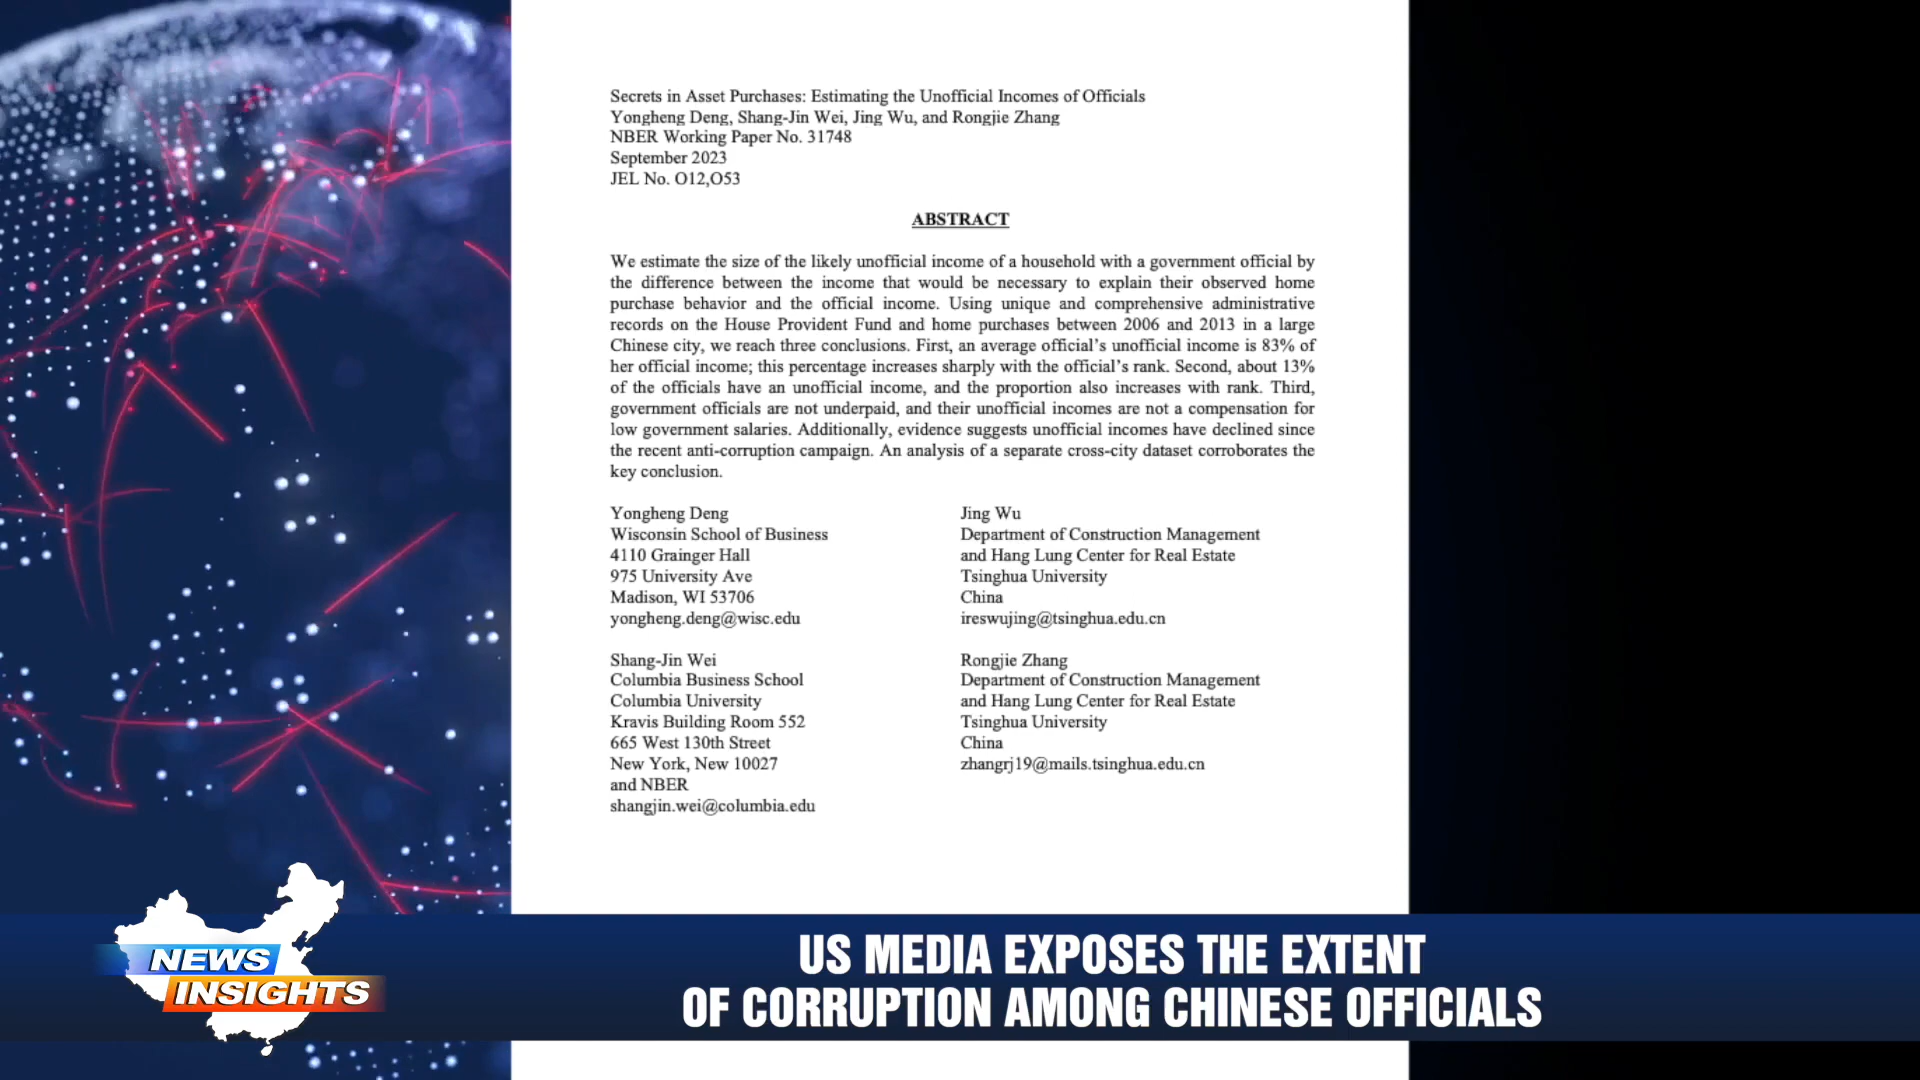 Secrets in Asset Purchases: Estimating the Unofficial Incomes of Officials
Yongheng Deng, Shang-Jin Wei, Jing Wu, and Rongjie Zhang
NBER Working Paper No. 31748
September 2023
JEL No. O12,O53
ABSTRACT
We estimate the size of the likely unofficial income of a household with a government official by
the difference between the income that would be necessary to explain their observed home
purchase behavior and the official income. Using unique and comprehensive administrative
records on the House Provident Fund and home purchases between 2006 and 2013 in a large
Chinese city, we reach three conclusions. First, an average official’s unofficial income is 83% of
her official income; this percentage increases sharply with the official’s rank. Second, about 13%
of the officials have an unofficial income, and the proportion also increases with rank. Third,
government officials are not underpaid, and their unofficial incomes are not a compensation for
low government salaries. Additionally, evidence suggests unofficial incomes have declined since
the recent anti-corruption campaign. An analysis of a separate cross-city dataset corroborates the
key conclusion.
Yongheng Deng
Wisconsin School of Business
4110 Grainger Hall
975 University Ave
Madison, WI 53706
yongheng.deng@wisc.edu
Shang-Jin Wei
Columbia Business School
Columbia University
Kravis Building Room 552
665 West 130th Street
New York, New 10027
and NBER
shangjin.wei@columbia.edu
Jing Wu
Department of Construction Management
and Hang Lung Center for Real Estate
Tsinghua University
China
ireswujing@tsinghua.edu.cn
Rongjie Zhang
Department of Construction Management
and Hang Lung Center for Real Estate
Tsinghua University
China
zhangrj19@mails.tsinghua.edu.cn
NEWS
INSIGHTS
US MEDIA EXPOSES THE EXTENT
OF CORRUPTION AMONG CHINESE OFFICIALS